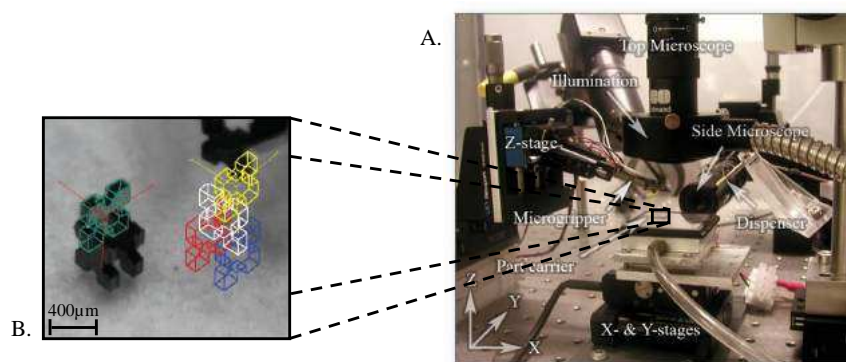 A.
Top Microscope
Illumination
Side Microscope
Z-stage
Microgripper
Dispenser
Part carrier
Z
Y
X
X- & Y-stages
400µm
B.